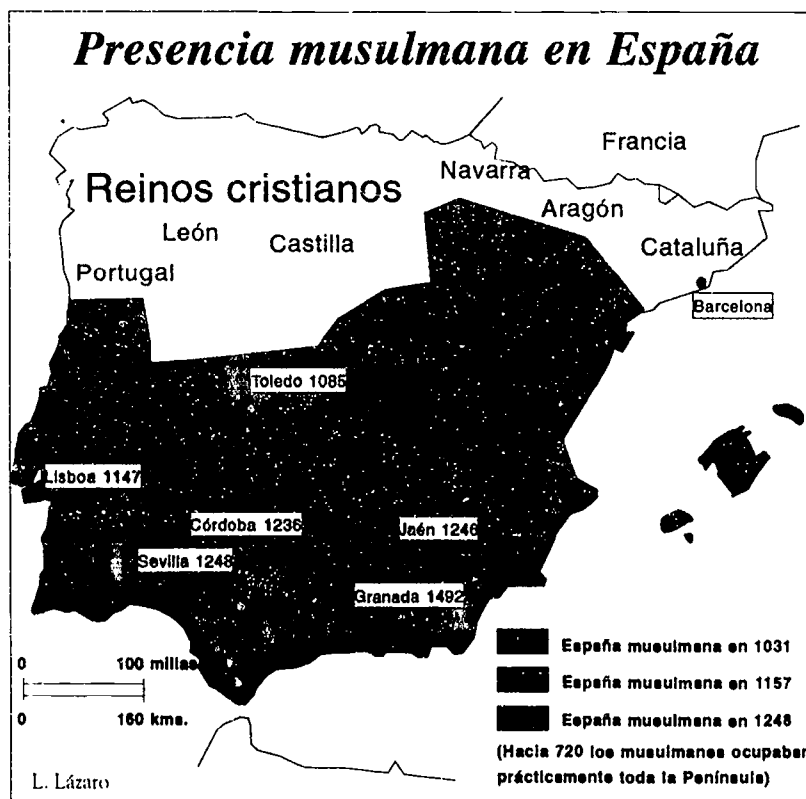 Presencia musulmana en España
Francia
Navarra
Reinos cristianos
Aragón
León
Castilla
Cataluña
Portugal
Barcelona
Toledo 1085
Lisboa 1147
Córdoba 1236
Jaén 1246
Sevilla 1248
Granada 1492
0 100 millas
0 160 kms.
España musulmana en 1031
España musulmana en 1157
España musulmana en 1248
(Hacia 720 los musulmanes ocupaban
prácticamente toda la Península)
L. Lázaro